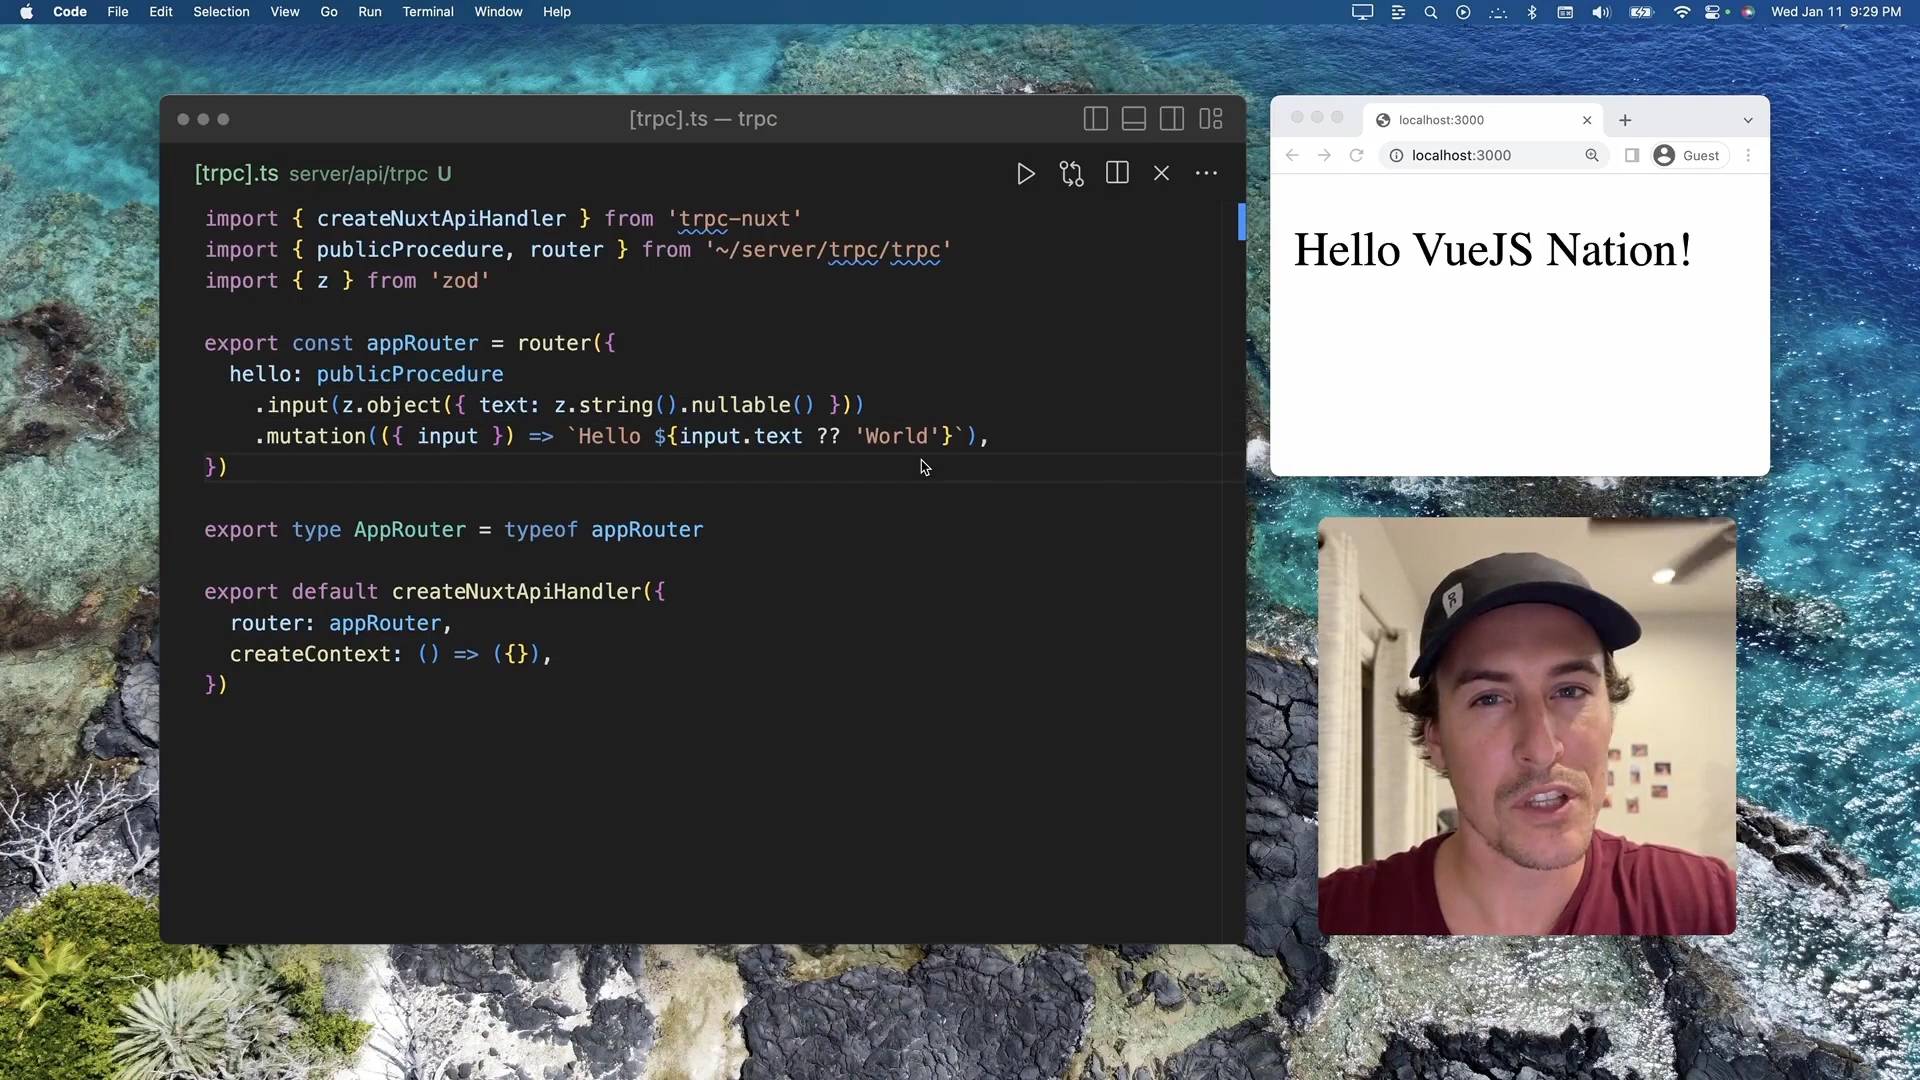 Code File Edit Selection View Go Run Terminal Window Help
Wed Jan 11 9:29 PM
[trpc].ts — trpc
[trpc].ts server/api/trpc U
import { createNuxtApiHandler } from 'trpc-nuxt'
import { publicProcedure, router } from '~/server/trpc/trpc'
import { z } from 'zod'
export const appRouter = router({
hello: publicProcedure
.input(z.object({ text: z.string().nullable() }))
.mutation(({ input }) => `Hello ${input.text ?? 'World'}`),
})
export type AppRouter = typeof appRouter
export default createNuxtApiHandler({
router: appRouter,
createContext: () => ({}),
})
localhost:3000
localhost:3000
Guest
Hello VueJS Nation!